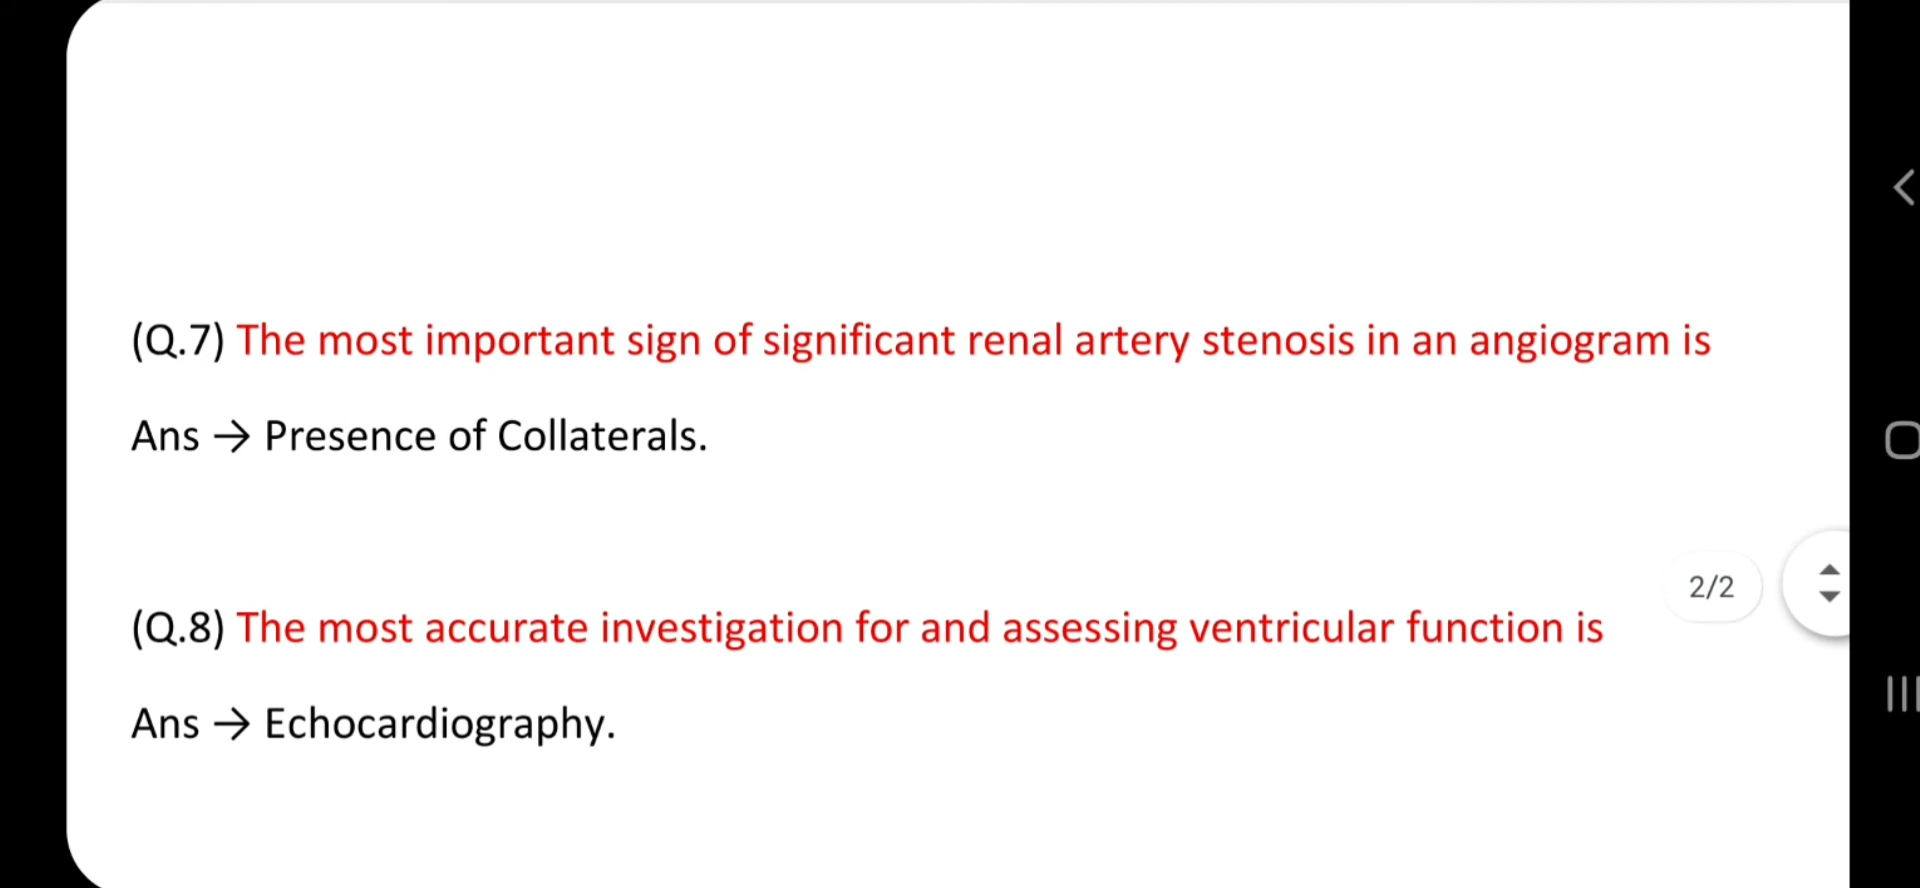 (Q.7) The most important sign of significant renal artery stenosis in an angiogram is
Ans → Presence of Collaterals.
2/2
(Q.8) The most accurate investigation for and assessing ventricular function is
Ans → Echocardiography.